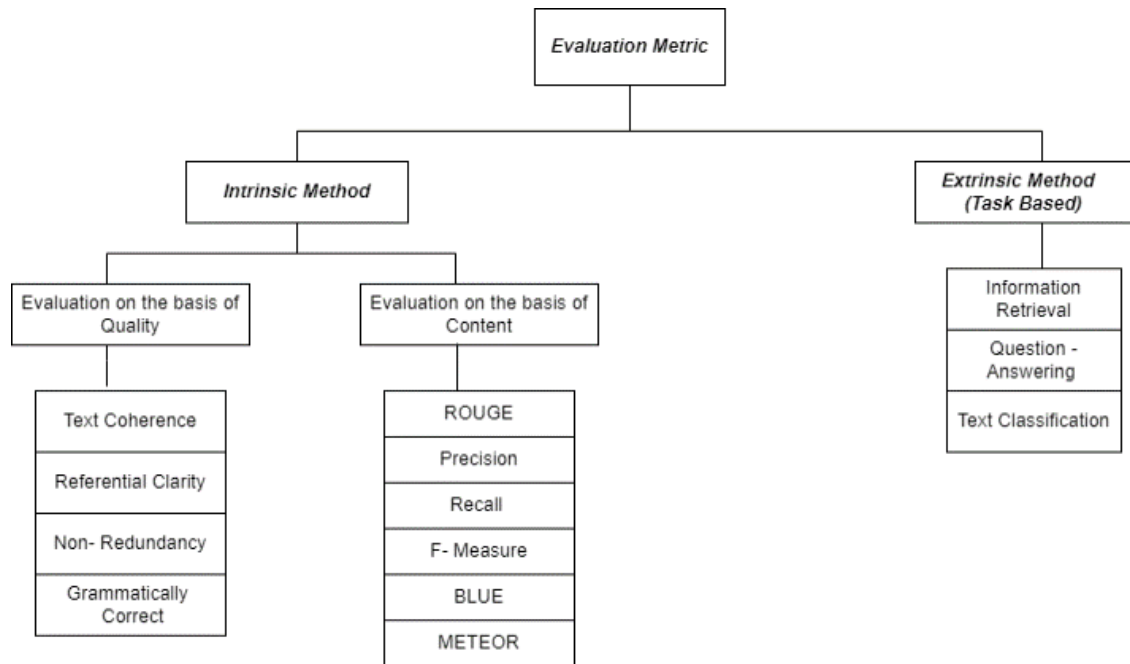 Evaluation Metric
Intrinsic Method
Extrinsic Method
(Task Based)
Evaluation on the basis of
Quality
Evaluation on the basis of
Content
Information
Retrieval
Question -
Answering
Text Classification
Text Coherence
Referential Clarity
Non- Redundancy
Grammatically
Correct
ROUGE
Precision
Recall
F- Measure
BLUE
METEOR